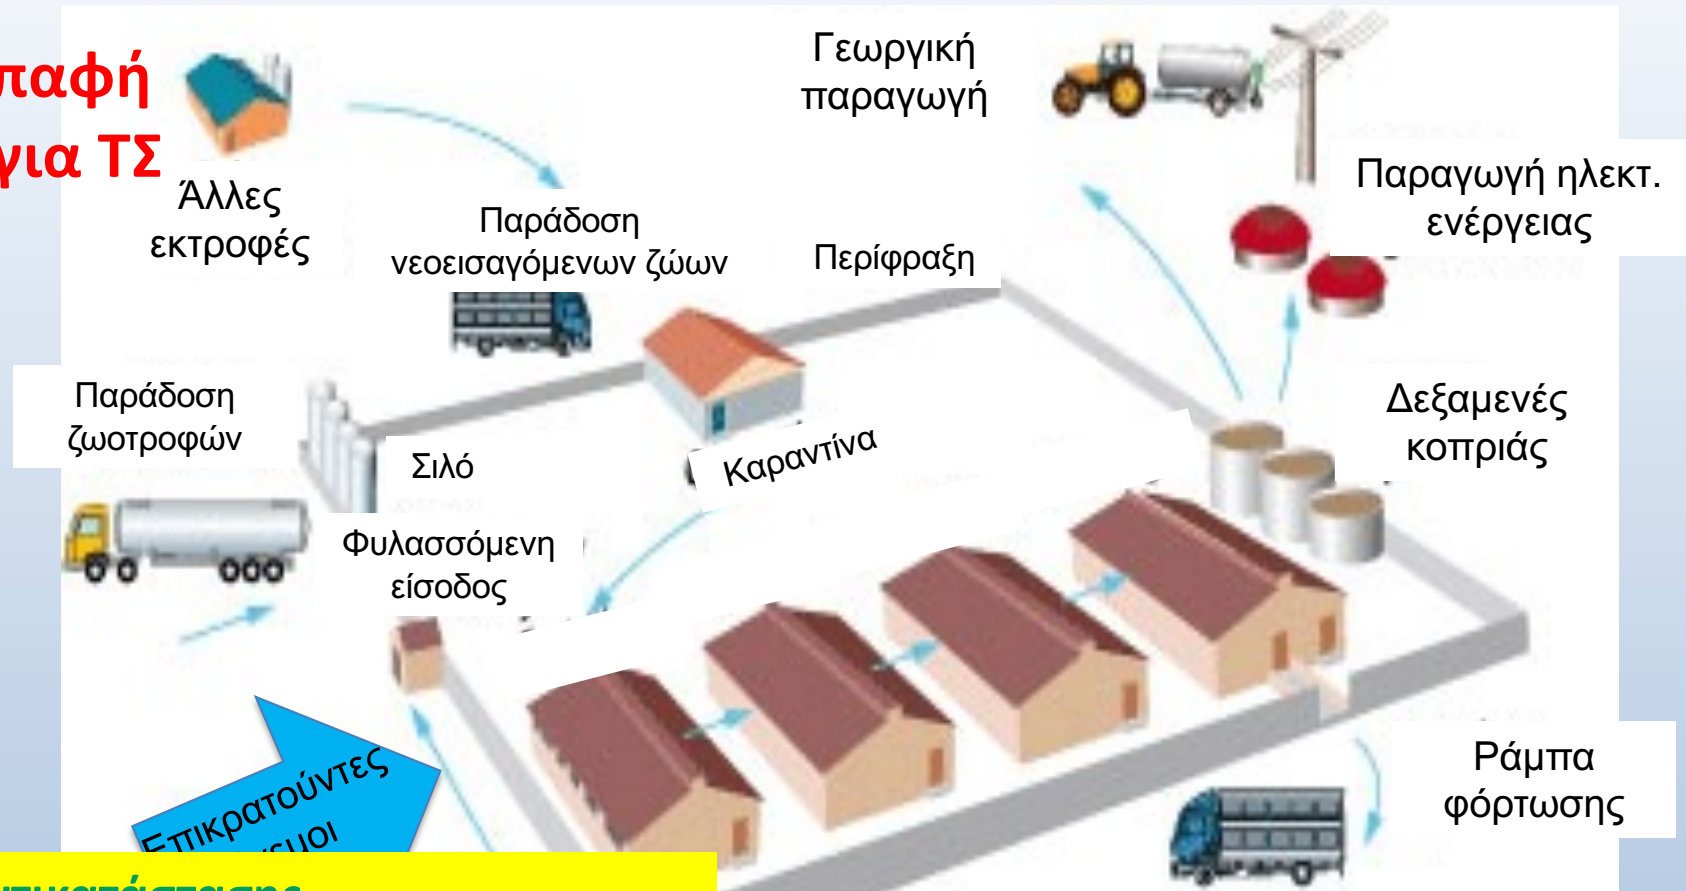 για ΤΣ
Άλλες
εκτροφές
Γεωργική
παραγωγή
Παραγωγή ηλεκτ.
ενέργειας
Παράδοση
νεοεισαγόμενων ζώων
Περίφραξη
Παράδοση
ζωοτροφών
Σιλό
Καραντίνα
Δεξαμενές
κοπριάς
Φυλασσόμενη
είσοδος
Επικρατούντες
Ράμπα
φόρτωσης